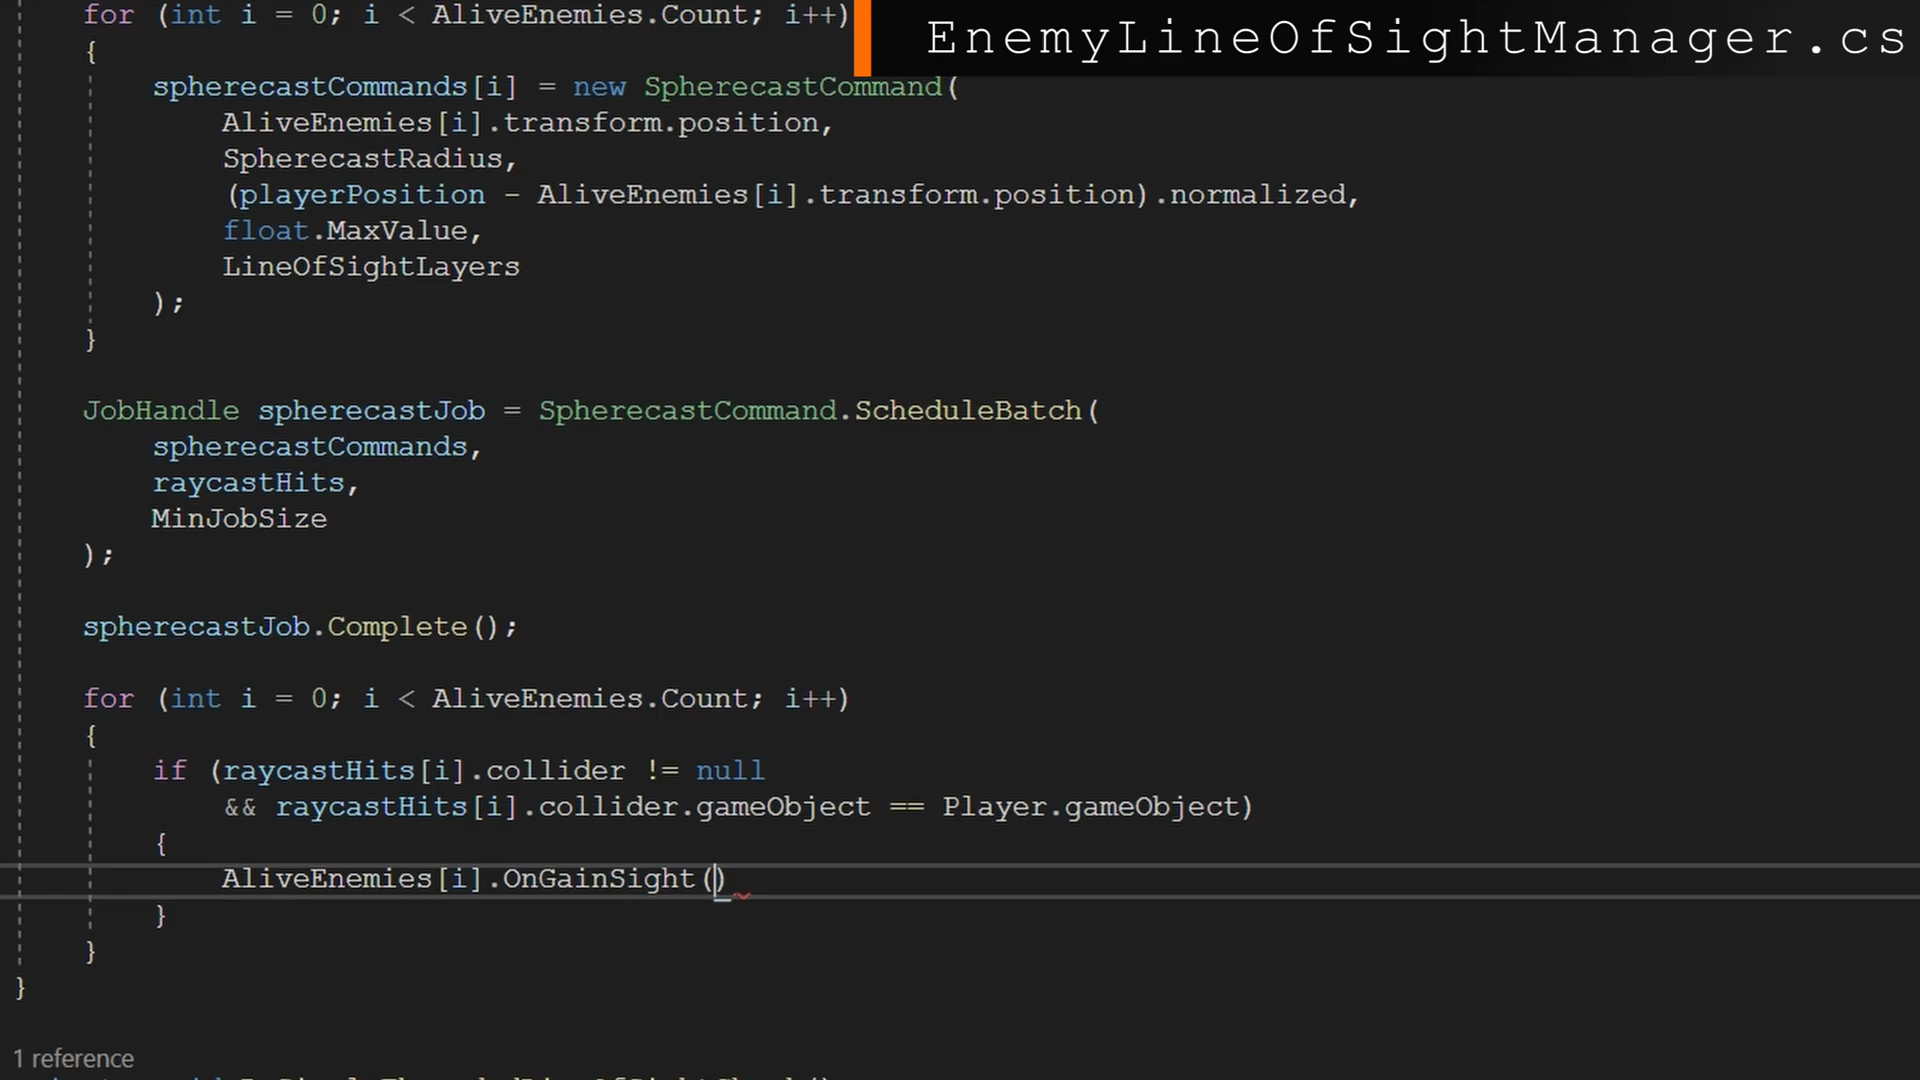 for (int i = 0; i < AliveEnemies.Count; i++)
EnemyLineOfSightManager.cs
{
spherecastCommands[i] = new SpherecastCommand(
AliveEnemies[i].transform.position,
SpherecastRadius,
(playerPosition - AliveEnemies[i].transform.position).normalized,
float.MaxValue,
LineOfSightLayers
);
}
JobHandle spherecastJob = SpherecastCommand.ScheduleBatch(
spherecastCommands,
raycastHits,
MinJobSize
);
spherecastJob.Complete();
for (int i = 0; i < AliveEnemies.Count; i++)
{
if (raycastHits[i].collider != null
&& raycastHits[i].collider.gameObject == Player.gameObject)
{
AliveEnemies[i].OnGainSight()
}
}
}
1 reference